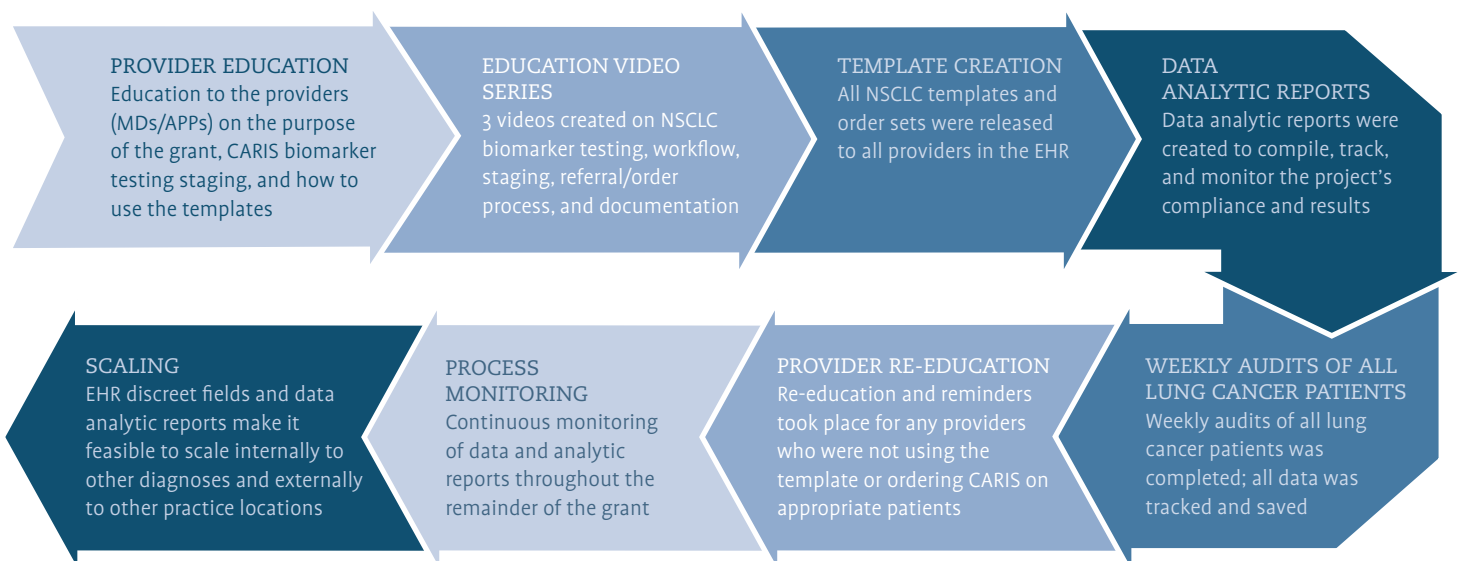 PROVIDER EDUCATION
Education to the providers
(MDs/APPs) on the purpose
of the grant, CARIS biomarker
testing staging, and how to
use the templates
EDUCATION VIDEO
SERIES
3 videos created on NSCLC
biomarker testing, workflow,
staging, referral/order
process, and documentation
TEMPLATE CREATION
All NSCLC templates and
order sets were released
to all providers in the EHR
DATA
ANALYTIC REPORTS
Data analytic reports were
created to compile, track,
and monitor the project's
compliance and results
WEEKLY AUDITS OF ALL
LUNG CANCER PATIENTS
Weekly audits of all lung
cancer patients was
completed; all data was
tracked and saved
PROVIDER RE-EDUCATION
Re-education and reminders
took place for any providers
who were not using the
template or ordering CARIS on
appropriate patients
PROCESS
MONITORING
Continuous monitoring
of data and analytic
reports throughout the
remainder of the grant
SCALING
EHR discreet fields and data
analytic reports make it
feasible to scale internally to
other diagnoses and externally
to other practice locations